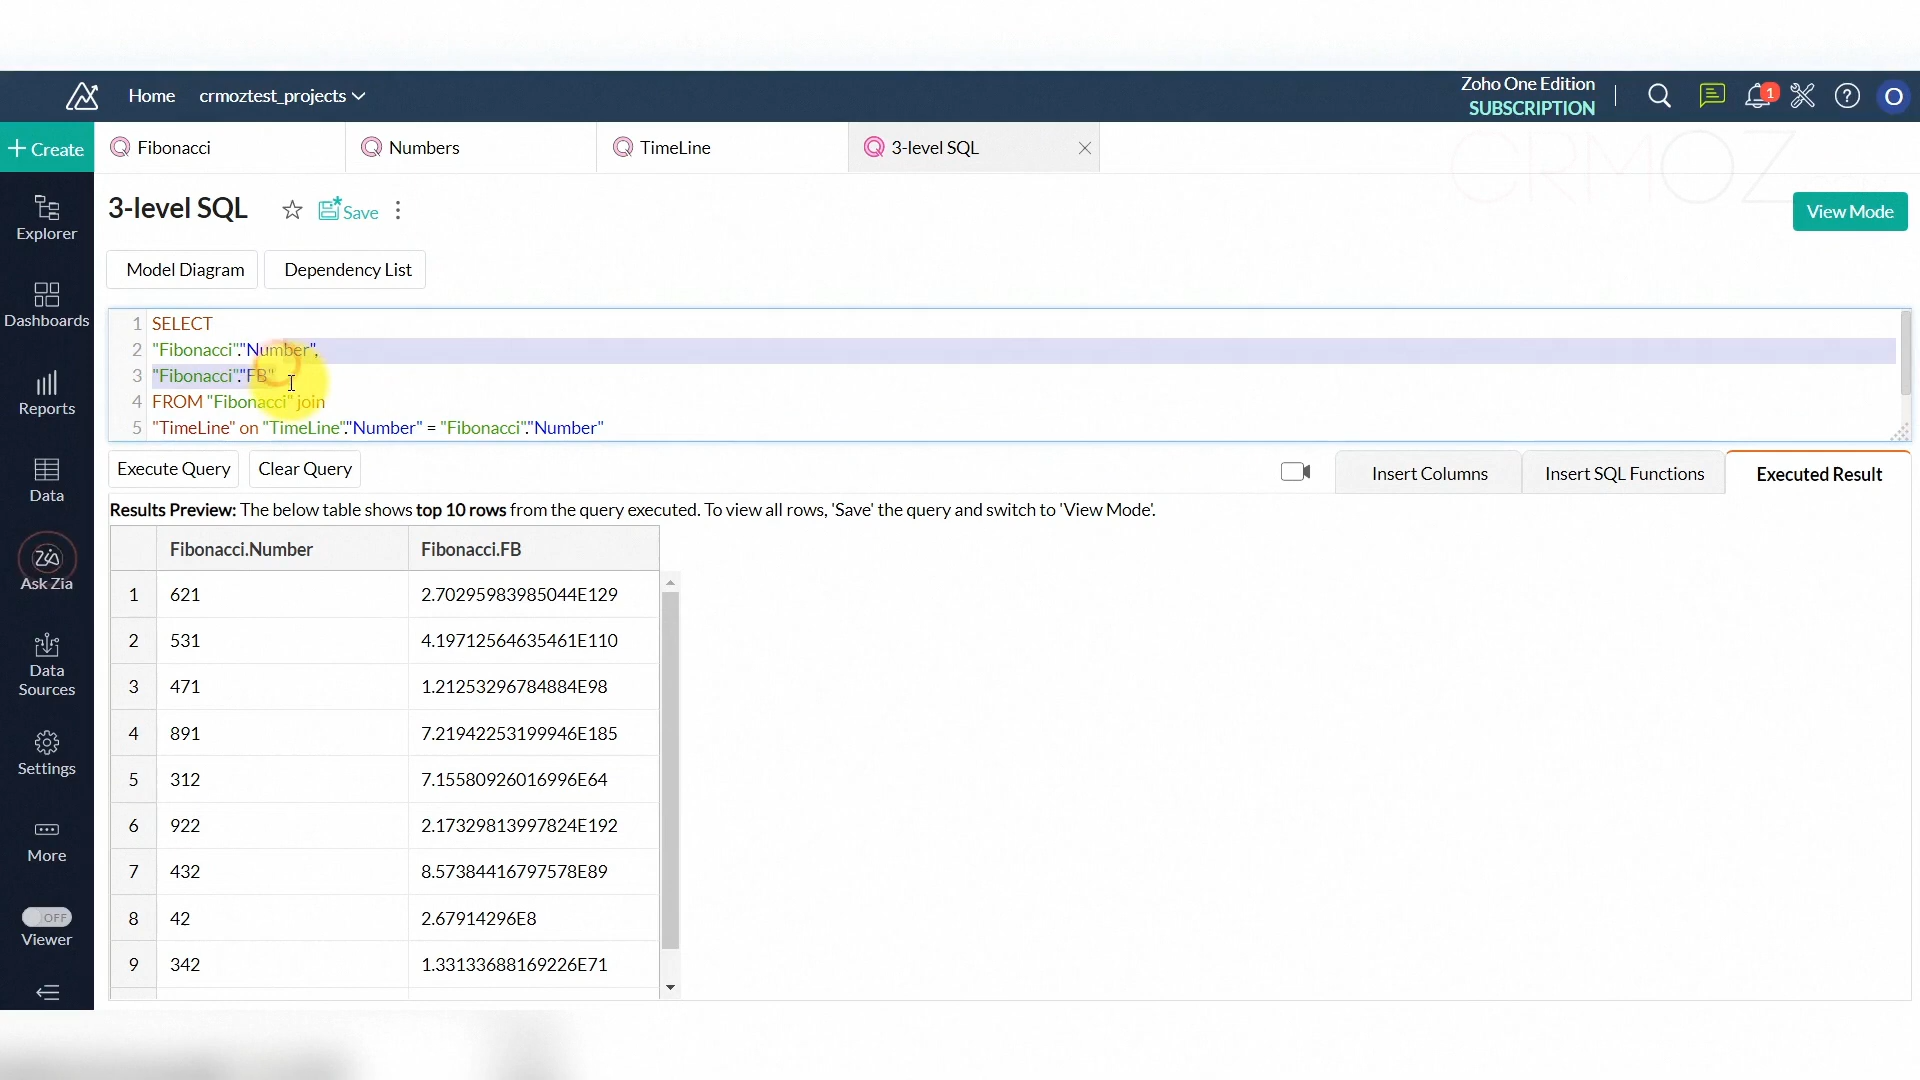 Home crmoztest_projects
Zoho One Edition
SUBSCRIPTION
1
O
+ Create
Fibonacci
Numbers
TimeLine
3-level SQL
CRMOZ
3-level SQL
Save
View Mode
Explorer
Dashboards
Reports
Data
Zia
Ask Zia
Data
Sources
Settings
More
OFF
Viewer
Model Diagram
Dependency List
1 SELECT
2 "Fibonacci"."Number",
3 "Fibonacci"."FB"
4 FROM "Fibonacci" join
5 "TimeLine" on "TimeLine"."Number" = "Fibonacci"."Number"
Execute Query
Clear Query
Insert Columns
Insert SQL Functions
Executed Result
Results Preview: The below table shows top 10 rows from the query executed. To view all rows, 'Save' the query and switch to 'View Mode'.
Fibonacci.Number Fibonacci.FB
1 621 2.70295983985044E129
2 531 4.19712564635461E110
3 471 1.21253296784884E98
4 891 7.21942253199946E185
5 312 7.15580926016996E64
6 922 2.17329813997824E192
7 432 8.57384416797578E89
8 42 2.67914296E8
9 342 1.33133688169226E71